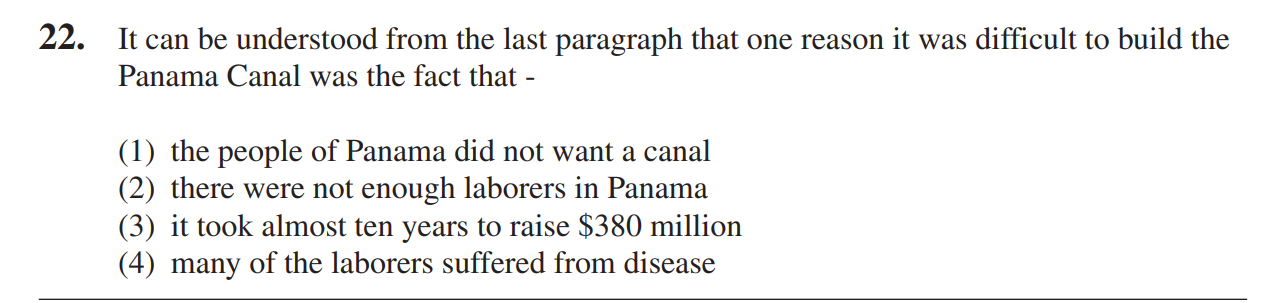 22. It can be understood from the last paragraph that one reason it was difficult to build the
Panama Canal was the fact that -
(1) the people of Panama did not want a canal
(2) there were not enough laborers in Panama
(3) it took almost ten years to raise $380 million
(4) many of the laborers suffered from disease